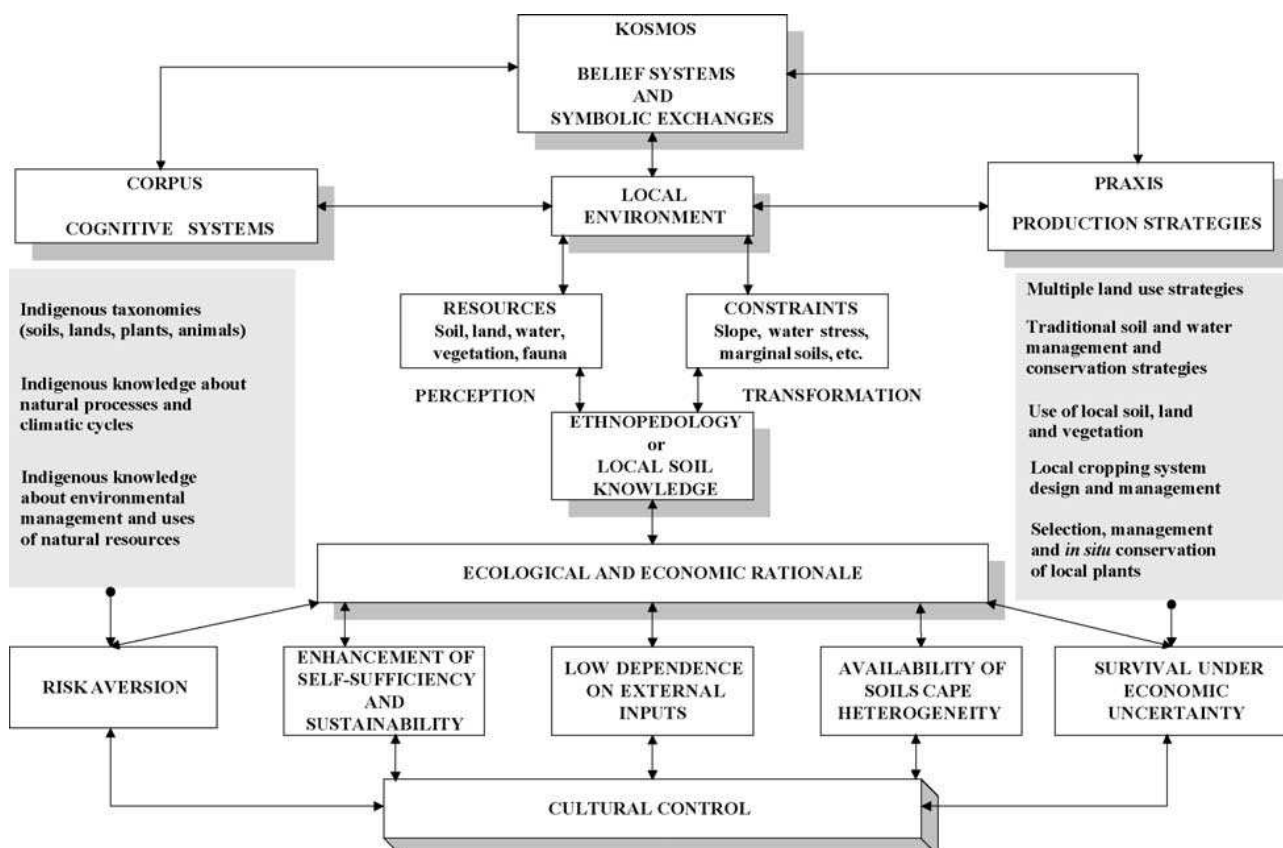 KOSMOS
BELIEF SYSTEMS
AND
SYMBOLIC EXCHANGES
CORPUS
COGNITIVE SYSTEMS
LOCAL
ENVIRONMENT
PRAXIS
PRODUCTION STRATEGIES
Indigenous taxonomies
(soils, lands, plants, animals)
Indigenous knowledge about
natural processes and
climatic cycles
Indigenous knowledge
about environmental
management and uses
of natural resources
RESOURCES
Soil, land, water,
vegetation, fauna
CONSTRAINTS
Slope, water stress,
marginal soils, etc.
PERCEPTION
TRANSFORMATION
ETHNOPEDOLOGY
or
LOCAL SOIL
KNOWLEDGE
Multiple land use strategies
Traditional soil and water
management and
conservation strategies
Use of local soil, land
and vegetation
Local cropping system
design and management
Selection, management
and in situ conservation
of local plants
ECOLOGICAL AND ECONOMIC RATIONALE
RISK AVERSION
ENHANCEMENT OF
SELF-SUFFICIENCY
AND
SUSTAINABILITY
LOW DEPENDENCE
ON EXTERNAL
INPUTS
AVAILABILITY OF
SOILS CAPE
HETEROGENEITY
SURVIVAL UNDER
ECONOMIC
UNCERTAINTY
CULTURAL CONTROL